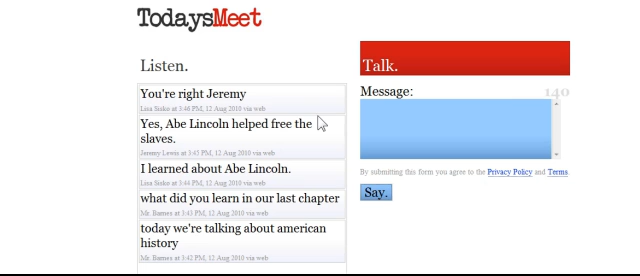 TodaysMeet
Listen.
You're right Jeremy
Lisa Sisko at 3:46 PM, 12 Aug 2010 via web
Yes, Abe Lincoln helped free the
slaves.
Jeremy Lewis at 3:45 PM, 12 Aug 2010 via web
I learned about Abe Lincoln.
Lisa Sisko at 3:44 PM, 12 Aug 2010 via web
what did you learn in our last chapter
Mr. Barnes at 3:43 PM, 12 Aug 2010 via web
today we're talking about american
history
Mr. Barnes at 3:42 PM, 12 Aug 2010 via web
Talk.
Message:
140
By submitting this form you agree to the Privacy Policy and Terms.
Say.